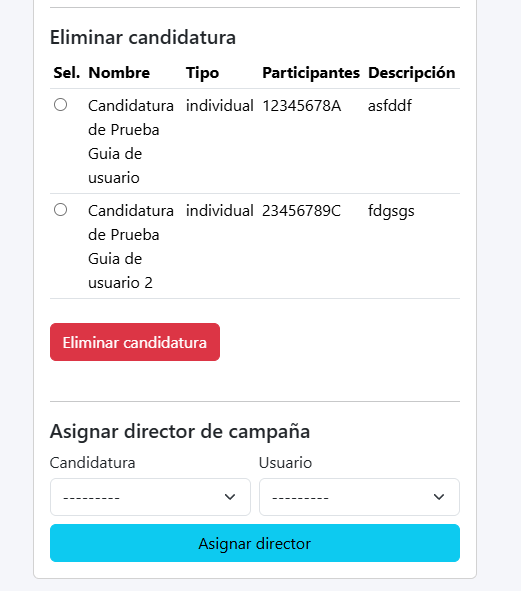 Eliminar candidatura
Sel. Nombre Tipo Participantes Descripción
Candidatura individual 12345678A asfddf
de Prueba
Guia de
usuario
Candidatura individual 23456789C fdgsgs
de Prueba
Guia de
usuario 2
Eliminar candidatura
Asignar director de campaña
Candidatura Usuario
--------- ---------
Asignar director